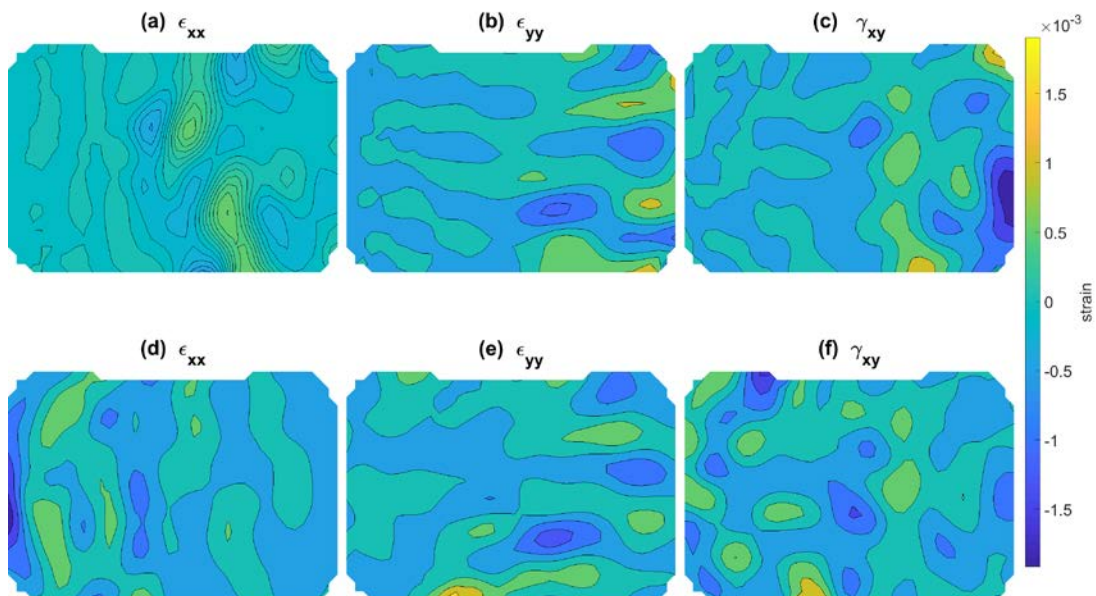 (a) ϵxx
(b) ϵyy
(c) γxy
×10-3
1.5
1
0.5
0
-0.5
-1
-1.5
strain
(d) ϵxx
(e) ϵyy
(f) γxy